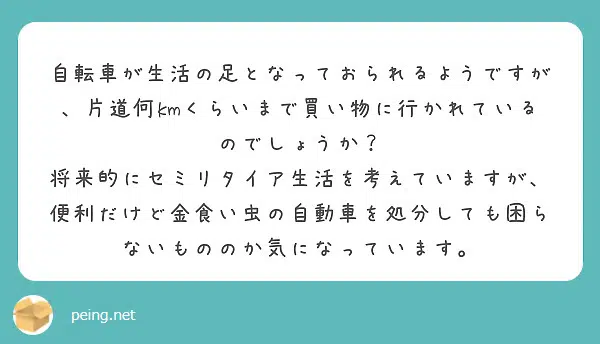 自転車が生活の足となっておられるようですが
、片道何kmくらいまで買い物に行かれている
のでしょうか？
将来的にセミリタイア生活を考えていますが、
便利だけど金食い虫の自動車を処分しても困ら
ないもののか気になっています。
peing.net